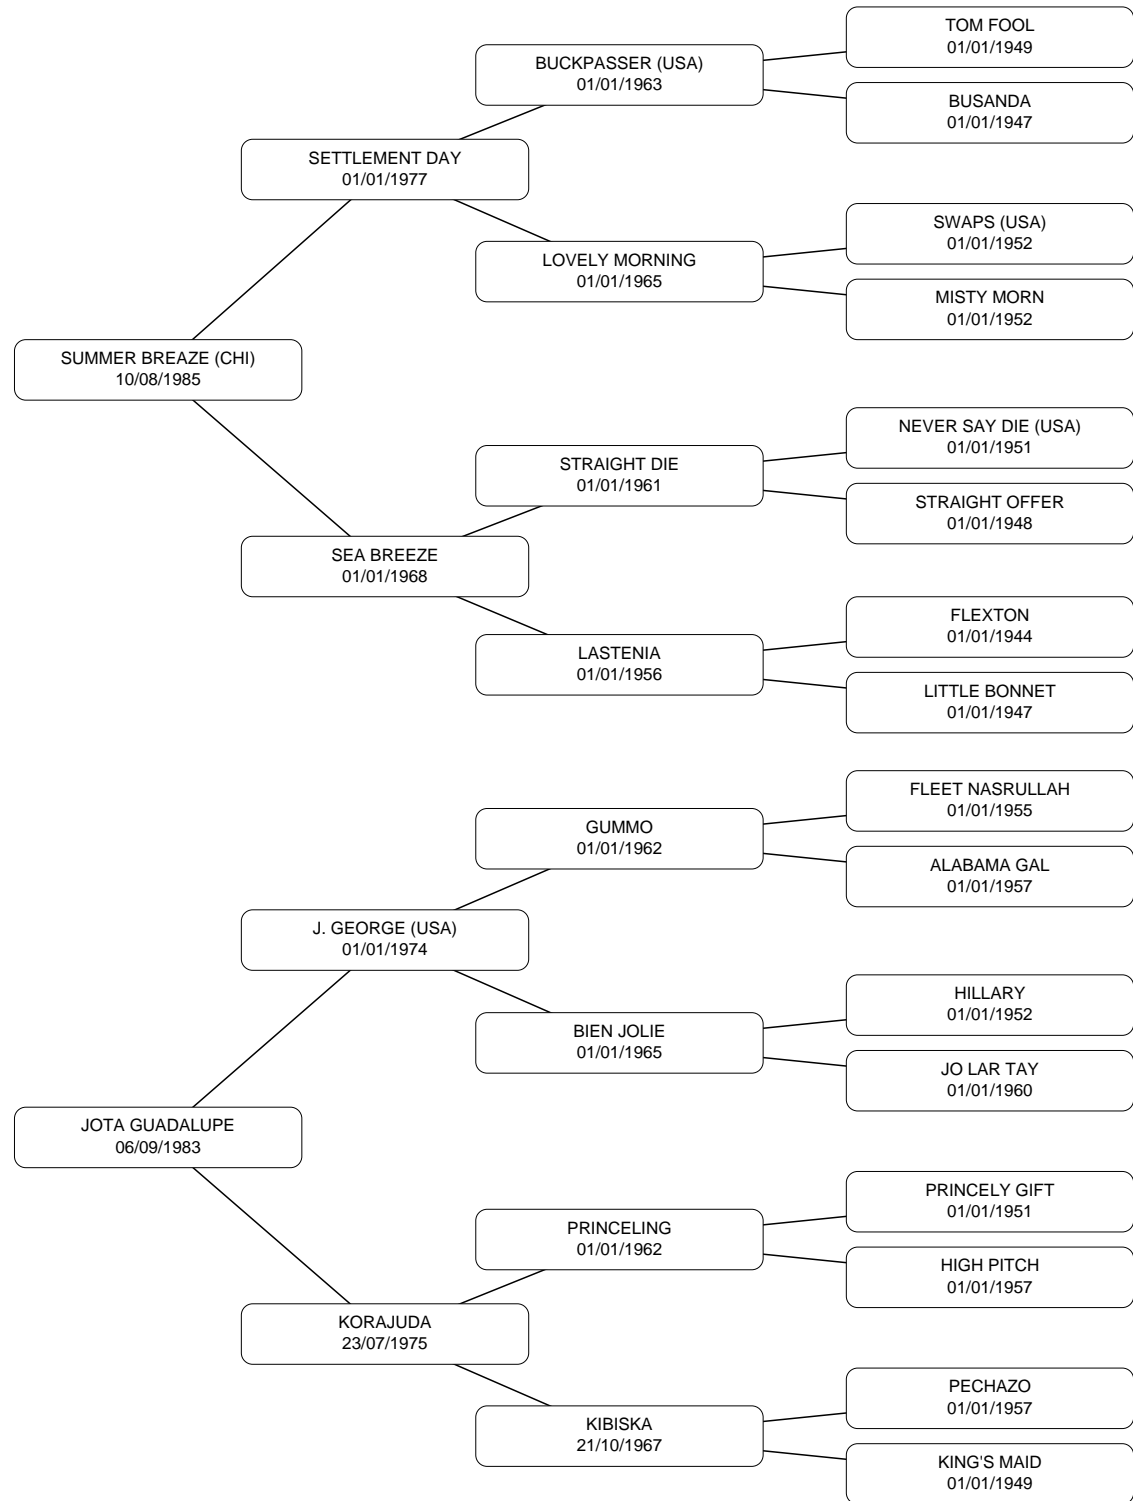 TOM FOOL
01/01/1949
BUCKPASSER (USA)
01/01/1963
BUSANDA
01/01/1947
SETTLEMENT DAY
01/01/1977
SWAPS (USA)
01/01/1952
LOVELY MORNING
01/01/1965
MISTY MORN
01/01/1952
SUMMER BREAZE (CHI)
10/08/1985
NEVER SAY DIE (USA)
01/01/1951
STRAIGHT DIE
01/01/1961
STRAIGHT OFFER
01/01/1948
SEA BREEZE
01/01/1968
FLEXTON
01/01/1944
LASTENIA
01/01/1956
LITTLE BONNET
01/01/1947
FLEET NASRULLAH
01/01/1955
GUMMO
01/01/1962
ALABAMA GAL
01/01/1957
J. GEORGE (USA)
01/01/1974
HILLARY
01/01/1952
BIEN JOLIE
01/01/1965
JO LAR TAY
01/01/1960
JOTA GUADALUPE
06/09/1983
PRINCELY GIFT
01/01/1951
PRINCELING
01/01/1962
HIGH PITCH
01/01/1957
KORAJUDA
23/07/1975
PECHAZO
01/01/1957
KIBISKA
21/10/1967
KING'S MAID
01/01/1949